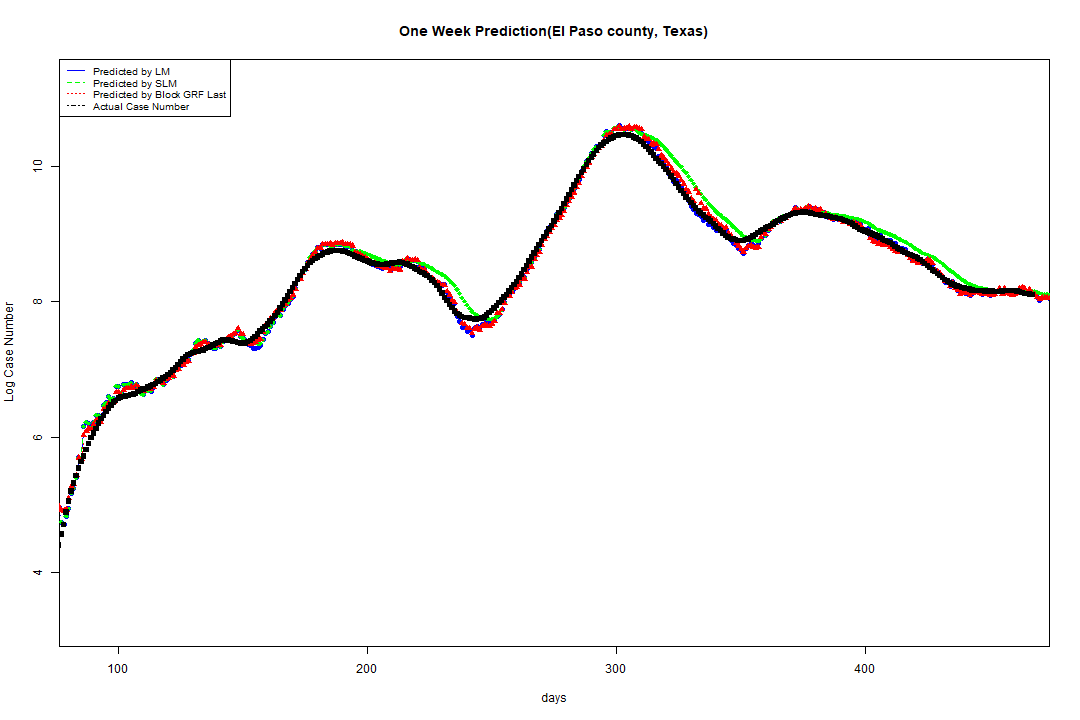 One Week Prediction(El Paso county, Texas)
Predicted by LM
Predicted by SLM
Predicted by Block GRF Last
Actual Case Number
10
8
6
4
Log Case Number
100 200 300 400
days